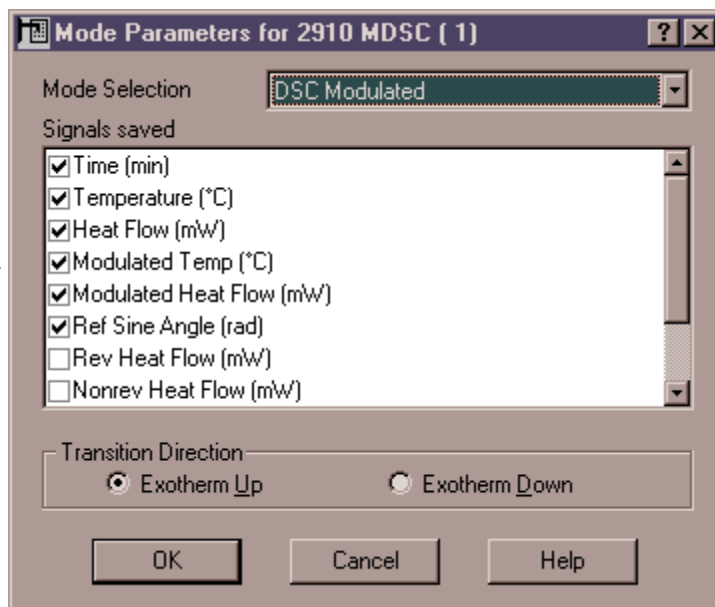 Mode Parameters for 2910 MDSC ( 1)
Mode Selection DSC Modulated
Signals saved
Time (min)
Temperature (°C)
Heat Flow (mW)
Modulated Temp (°C)
Modulated Heat Flow (mW)
Ref Sine Angle (rad)
Rev Heat Flow (mW)
Nonrev Heat Flow (mW)
Transition Direction
Exotherm Up Exotherm Down
OK Cancel Help